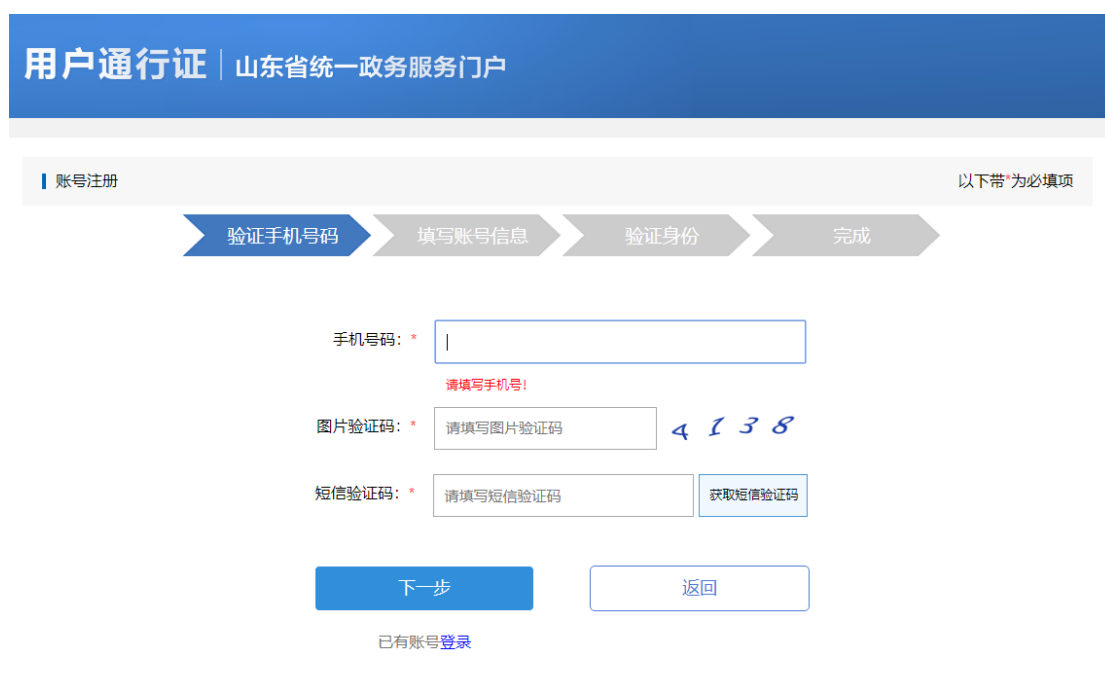 用户通行证 山东省统一政务服务门户
账号注册 以下带*为必填项
验证手机号码 填写账号信息 验证身份 完成
手机号码：*
请填写手机号!
图片验证码：* 请填写图片验证码 4138
短信验证码：* 请填写短信验证码 获取短信验证码
下一步 返回
已有账号登录